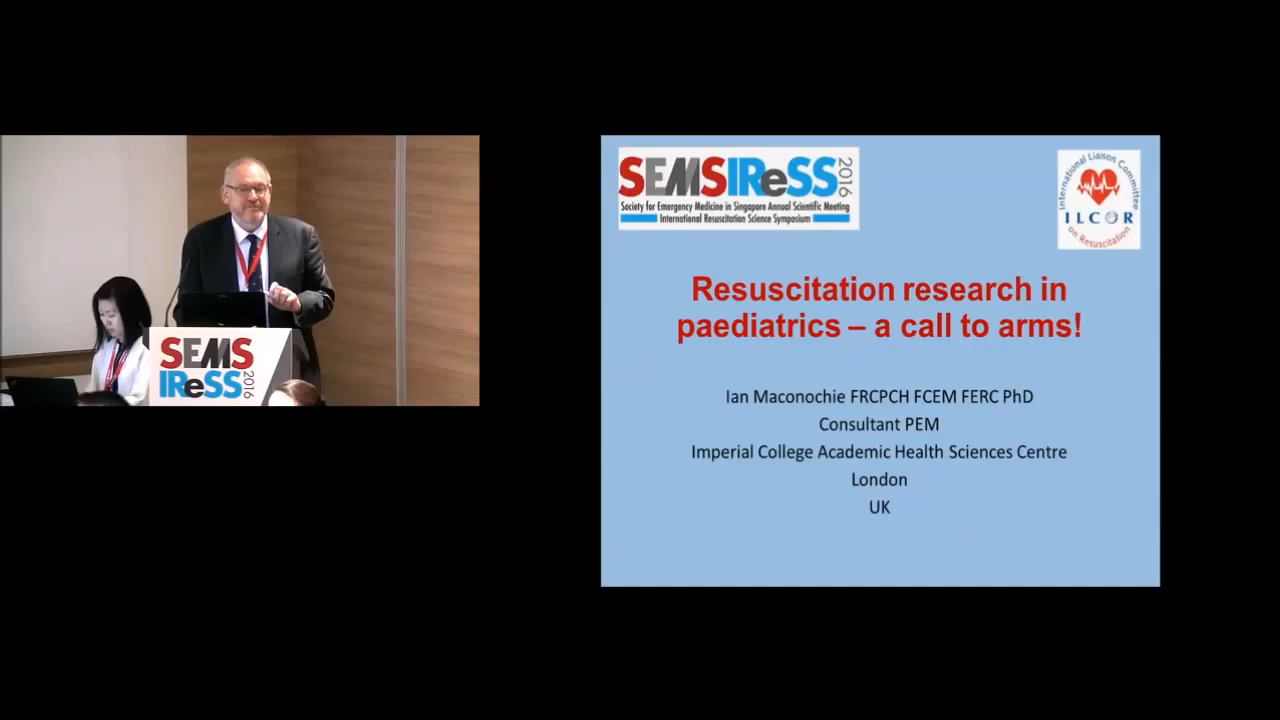 SEMS
IReSS 2016
SEMSIReSS 2016
Society for Emergency Medicine in Singapore Annual Scientific Meeting
International Resuscitation Science Symposium
International Liaison Committee
ILCOR
on Resuscitation
Resuscitation research in
paediatrics – a call to arms!
Ian Maconochie FRCPCH FCEM FERC PhD
Consultant PEM
Imperial College Academic Health Sciences Centre
London
UK